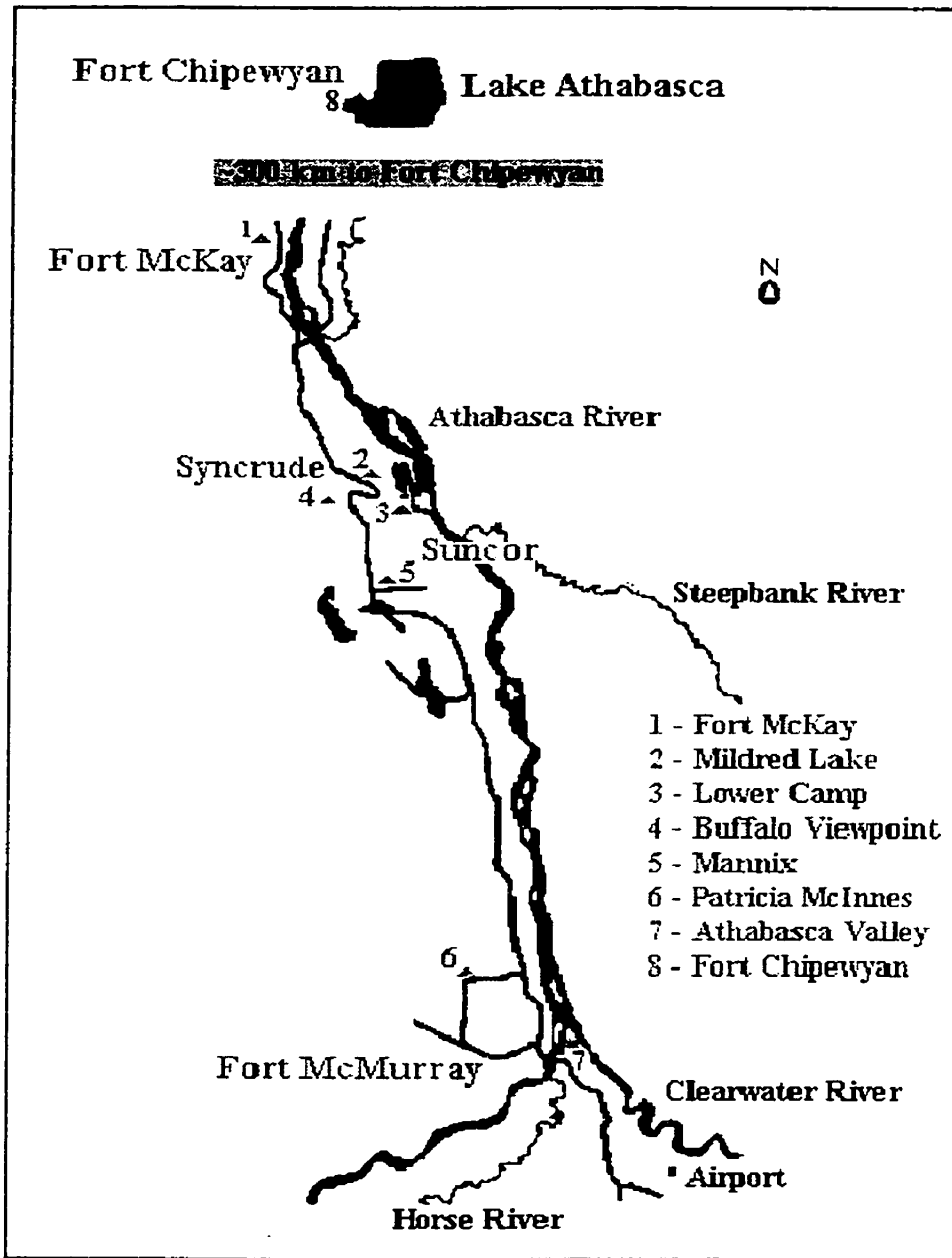 Fort Chipewyan
8
Lake Athabasca
~300 km to Fort Chipewyan
1
Fort McKay
N
Athabasca River
Syncrude
2
4
3
Suncor
5
Steepbank River
1 - Fort McKay
2 - Mildred Lake
3 - Lower Camp
4 - Buffalo Viewpoint
5 - Mannix
6 - Patricia McInnes
7 - Athabasca Valley
8 - Fort Chipewyan
6
Fort McMurray
7
Clearwater River
Airport
Horse River